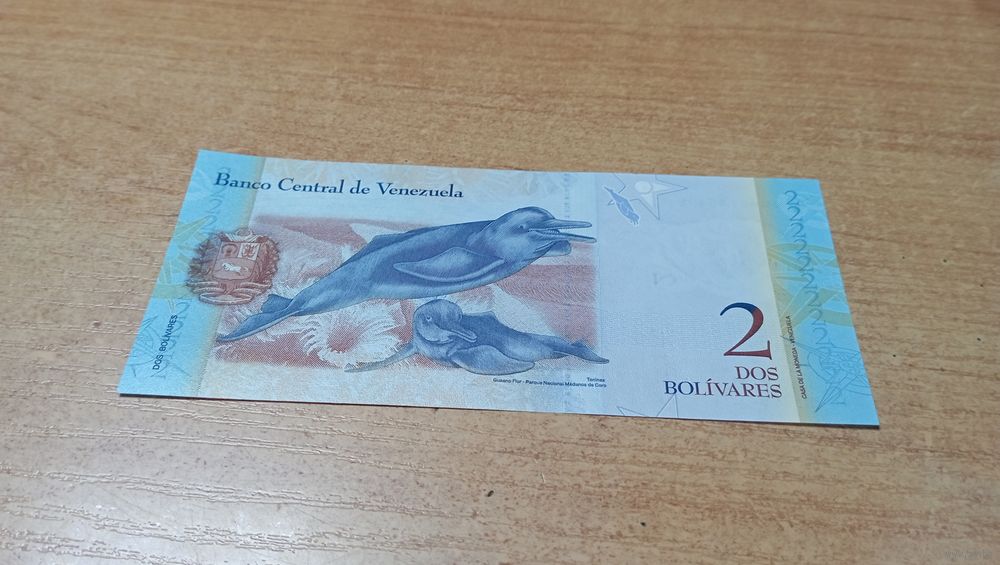 Banco Central de Venezuela
DOS BOLÍVARES
Toninas
Gusano Flor - Parque Nacional Médanos de Coro
2
DOS
BOLÍVARES
CASA DE LA MONEDA - VENEZUELA